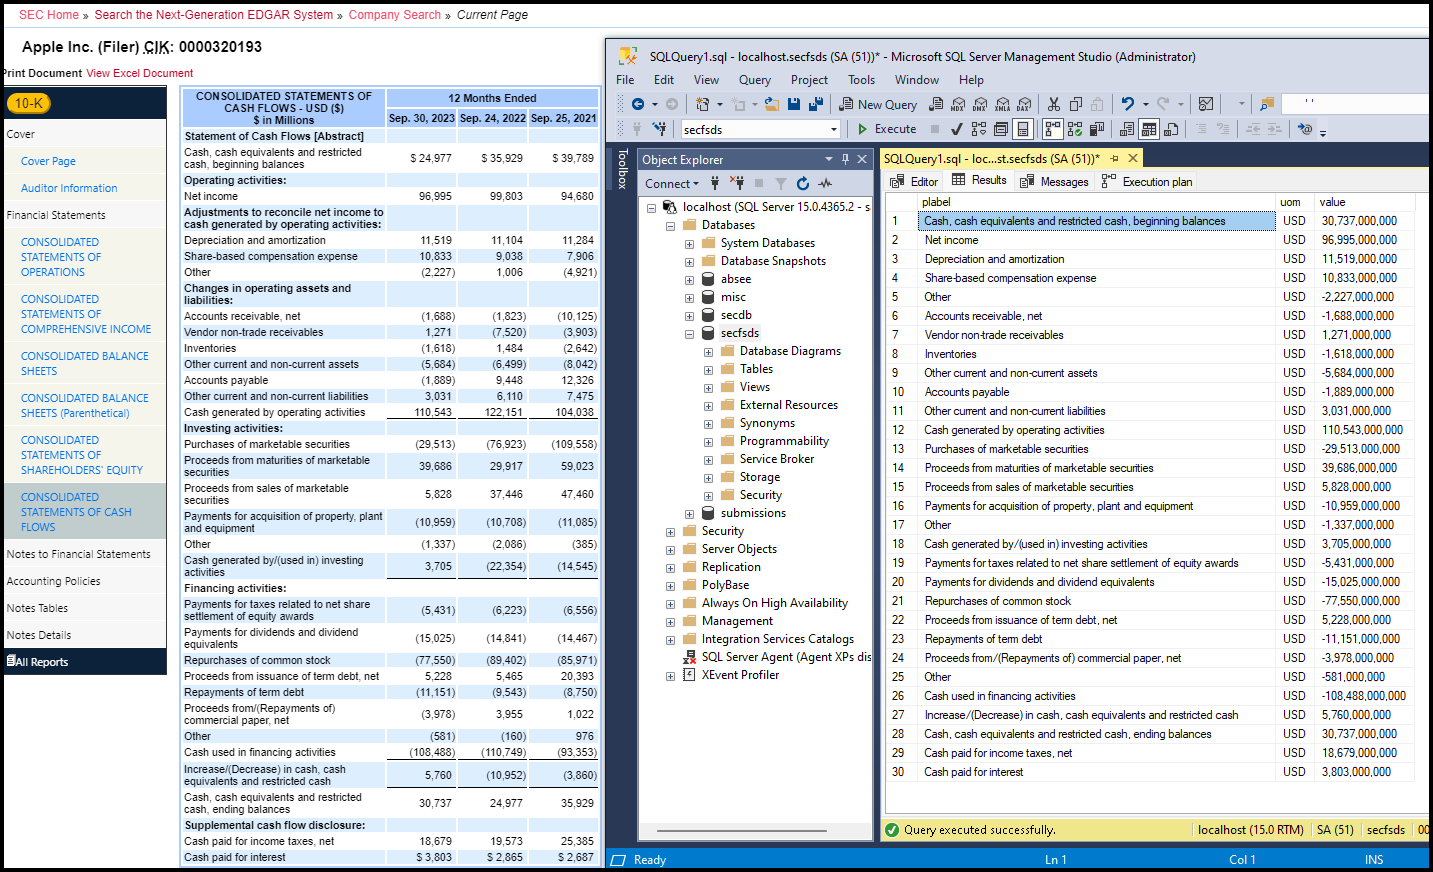 SEC Home » Search the Next-Generation EDGAR System » Company Search » Current Page
Apple Inc. (Filer) CIK: 0000320193
Print Document View Excel Document
10-K
Cover
Cover Page
Auditor Information
Financial Statements
CONSOLIDATED
STATEMENTS OF
OPERATIONS
CONSOLIDATED
STATEMENTS OF
COMPREHENSIVE INCOME
CONSOLIDATED BALANCE
SHEETS
CONSOLIDATED BALANCE
SHEETS (Parenthetical)
CONSOLIDATED
STATEMENTS OF
SHAREHOLDERS' EQUITY
CONSOLIDATED
STATEMENTS OF CASH
FLOWS
Notes to Financial Statements
Accounting Policies
Notes Tables
Notes Details
All Reports
CONSOLIDATED STATEMENTS OF
CASH FLOWS - USD ($)
$ in Millions
12 Months Ended
Sep. 30, 2023 Sep. 24, 2022 Sep. 25, 2021
Statement of Cash Flows [Abstract]
Cash, cash equivalents and restricted
cash, beginning balances $ 24,977 $ 35,929 $ 39,789
Operating activities:
Net income 96,995 99,803 94,680
Adjustments to reconcile net income to
cash generated by operating activities:
Depreciation and amortization 11,519 11,104 11,284
Share-based compensation expense 10,833 9,038 7,906
Other (2,227) 1,006 (4,921)
Changes in operating assets and
liabilities:
Accounts receivable, net (1,688) (1,823) (10,125)
Vendor non-trade receivables 1,271 (7,520) (3,903)
Inventories (1,618) 1,484 (2,642)
Other current and non-current assets (5,684) (6,499) (8,042)
Accounts payable (1,889) 9,448 12,326
Other current and non-current liabilities 3,031 6,110 7,475
Cash generated by operating activities 110,543 122,151 104,038
Investing activities:
Purchases of marketable securities (29,513) (76,923) (109,558)
Proceeds from maturities of marketable
securities 39,686 29,917 59,023
Proceeds from sales of marketable
securities 5,828 37,446 47,460
Payments for acquisition of property, plant
and equipment (10,959) (10,708) (11,085)
Other (1,337) (2,086) (385)
Cash generated by/(used in) investing
activities 3,705 (22,354) (14,545)
Financing activities:
Payments for taxes related to net share
settlement of equity awards (5,431) (6,223) (6,556)
Payments for dividends and dividend
equivalents (15,025) (14,841) (14,467)
Repurchases of common stock (77,550) (89,402) (85,971)
Proceeds from issuance of term debt, net 5,228 5,465 20,393
Repayments of term debt (11,151) (9,543) (8,750)
Proceeds from/(Repayments of)
commercial paper, net (3,978) 3,955 1,022
Other (581) (160) 976
Cash used in financing activities (108,488) (110,749) (93,353)
Increase/(Decrease) in cash, cash
equivalents and restricted cash 5,760 (10,952) (3,860)
Cash, cash equivalents and restricted
cash, ending balances 30,737 24,977 35,929
Supplemental cash flow disclosure:
Cash paid for income taxes, net 18,679 19,573 25,385
Cash paid for interest $ 3,803 $ 2,865 $ 2,687
SQLQuery1.sql - localhost.secfsds (SA (51))* - Microsoft SQL Server Management Studio (Administrator)
File Edit View Query Project Tools Window Help
New Query MDX DMX XMLA DAX ' '
secfsds Execute
Toolbox
Object Explorer
Connect
localhost (SQL Server 15.0.4365.2 - s
Databases
System Databases
Database Snapshots
absee
misc
secdb
secfsds
Database Diagrams
Tables
Views
External Resources
Synonyms
Programmability
Service Broker
Storage
Security
submissions
Security
Server Objects
Replication
PolyBase
Always On High Availability
Management
Integration Services Catalogs
SQL Server Agent (Agent XPs dis
XEvent Profiler
SQLQuery1.sql - loc...st.secfsds (SA (51))*
Editor Results Messages Execution plan
plabel uom value
1 Cash, cash equivalents and restricted cash, beginning balances USD 30,737,000,000
2 Net income USD 96,995,000,000
3 Depreciation and amortization USD 11,519,000,000
4 Share-based compensation expense USD 10,833,000,000
5 Other USD -2,227,000,000
6 Accounts receivable, net USD -1,688,000,000
7 Vendor non-trade receivables USD 1,271,000,000
8 Inventories USD -1,618,000,000
9 Other current and non-current assets USD -5,684,000,000
10 Accounts payable USD -1,889,000,000
11 Other current and non-current liabilities USD 3,031,000,000
12 Cash generated by operating activities USD 110,543,000,000
13 Purchases of marketable securities USD -29,513,000,000
14 Proceeds from maturities of marketable securities USD 39,686,000,000
15 Proceeds from sales of marketable securities USD 5,828,000,000
16 Payments for acquisition of property, plant and equipment USD -10,959,000,000
17 Other USD -1,337,000,000
18 Cash generated by/(used in) investing activities USD 3,705,000,000
19 Payments for taxes related to net share settlement of equity awards USD -5,431,000,000
20 Payments for dividends and dividend equivalents USD -15,025,000,000
21 Repurchases of common stock USD -77,550,000,000
22 Proceeds from issuance of term debt, net USD 5,228,000,000
23 Repayments of term debt USD -11,151,000,000
24 Proceeds from/(Repayments of) commercial paper, net USD -3,978,000,000
25 Other USD -581,000,000
26 Cash used in financing activities USD -108,488,000,000
27 Increase/(Decrease) in cash, cash equivalents and restricted cash USD 5,760,000,000
28 Cash, cash equivalents and restricted cash, ending balances USD 30,737,000,000
29 Cash paid for income taxes, net USD 18,679,000,000
30 Cash paid for interest USD 3,803,000,000
Query executed successfully. localhost (15.0 RTM) SA (51) secfsds 00
Ready Ln 1 Col 1 INS